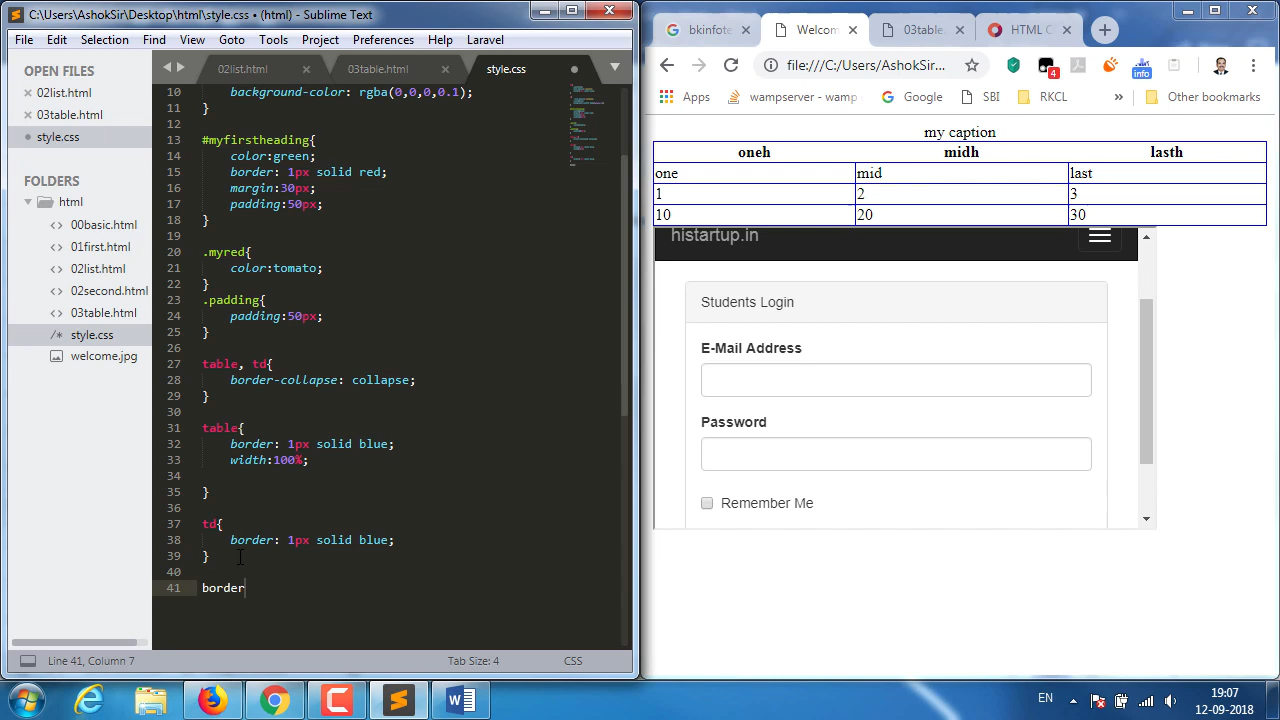 C:\Users\AshokSir\Desktop\html\style.css • (html) - Sublime Text
File Edit Selection Find View Goto Tools Project Preferences Help Laravel
OPEN FILES
02list.html
03table.html
style.css
FOLDERS
html
00basic.html
01first.html
02list.html
02second.html
03table.html
/* style.css
welcome.jpg
02list.html 03table.html style.css
10 background-color: rgba(0,0,0,0.1);
11 }
12
13 #myfirstheading{
14 color:green;
15 border: 1px solid red;
16 margin:30px;
17 padding:50px;
18 }
19
20 .myred{
21 color:tomato;
22 }
23 .padding{
24 padding:50px;
25 }
26
27 table, td{
28 border-collapse: collapse;
29 }
30
31 table{
32 border: 1px solid blue;
33 width:100%;
34
35 }
36
37 td{
38 border: 1px solid blue;
39 }
40
41 border
Line 41, Column 7 Tab Size: 4 CSS
bkinfote Welcom 03table. HTML C
file:///C:/Users/AshokSir... 4 info
Apps wampserver - wamp Google SBI RKCL » Other bookmarks
my caption
oneh midh lasth
one mid last
1 2 3
10 20 30
histartup.in
Students Login
E-Mail Address
Password
Remember Me
EN 19:07
12-09-2018